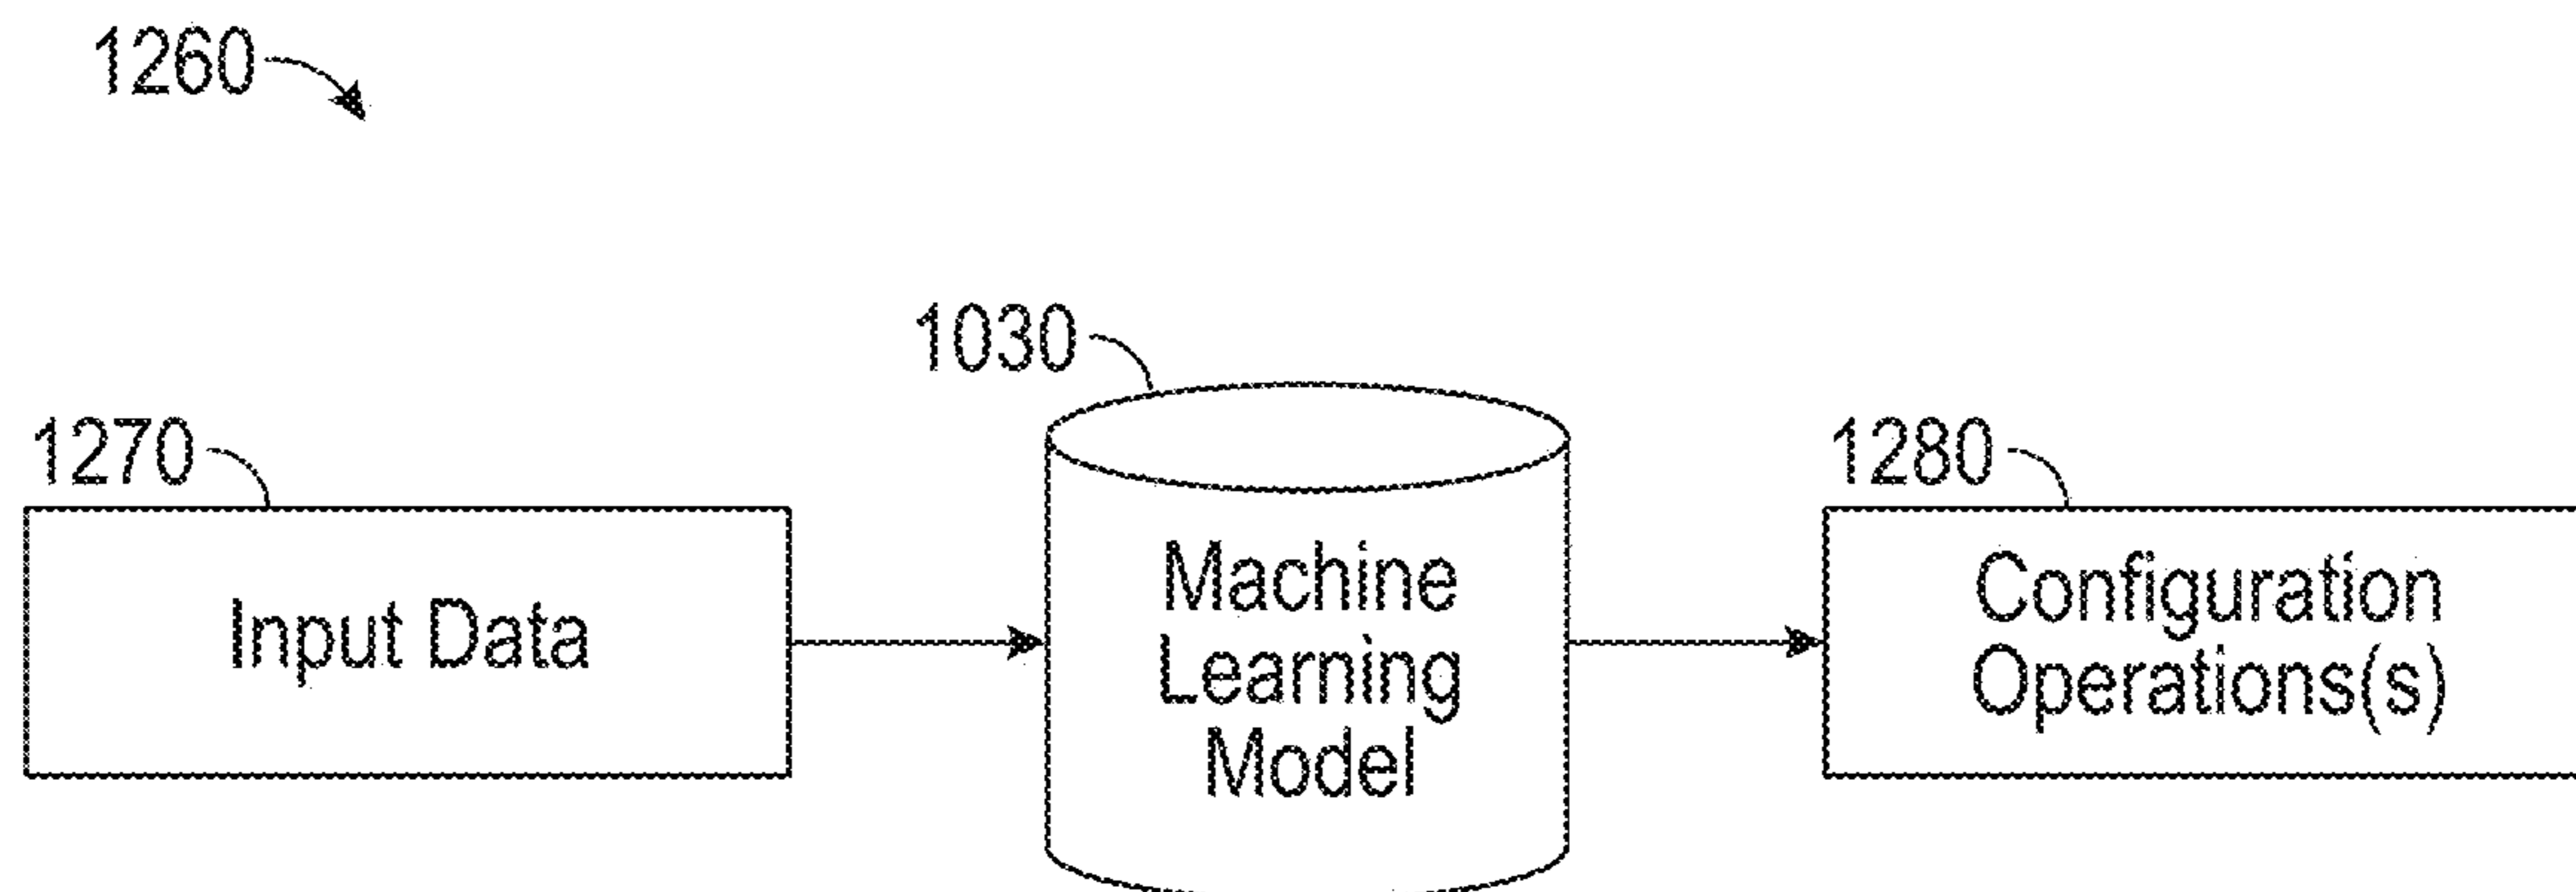 1260
1030
1270
1280
Input Data
Machine
Learning
Model
Configuration
Operations(s)